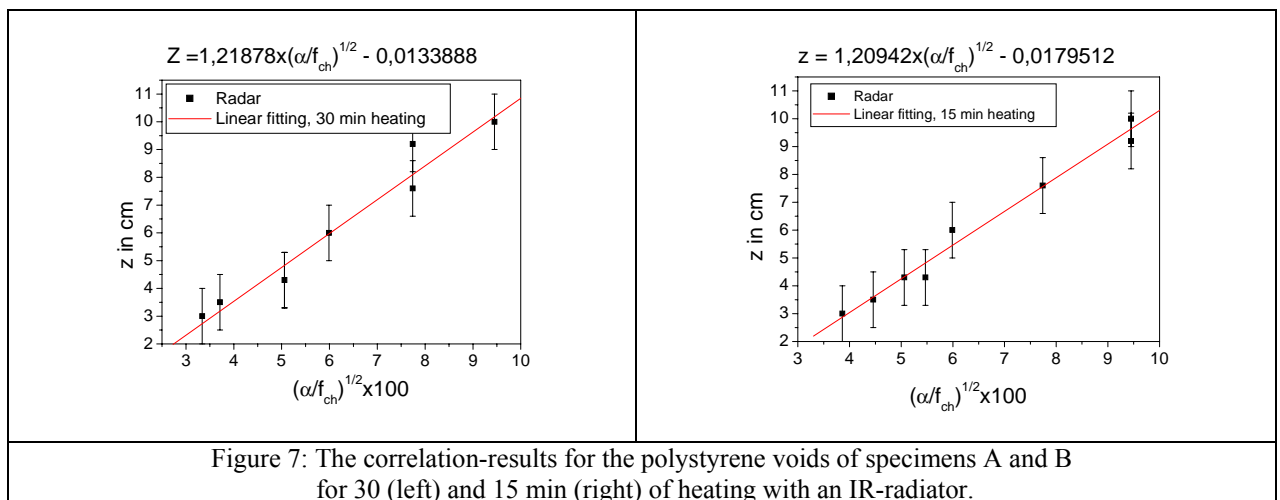 Z =1,21878x(α/f_ch)^1/2 - 0,0133888
11
10
9
8
7
6
5
4
3
2
z in cm
Radar
Linear fitting, 30 min heating
3 4 5 6 7 8 9 10
(α/f_ch)^1/2x100
z = 1,20942x(α/f_ch)^1/2 - 0,0179512
11
10
9
8
7
6
5
4
3
2
z in cm
Radar
Linear fitting, 15 min heating
3 4 5 6 7 8 9 10
(α/f_ch)^1/2x100
Figure 7: The correlation-results for the polystyrene voids of specimens A and B
for 30 (left) and 15 min (right) of heating with an IR-radiator.